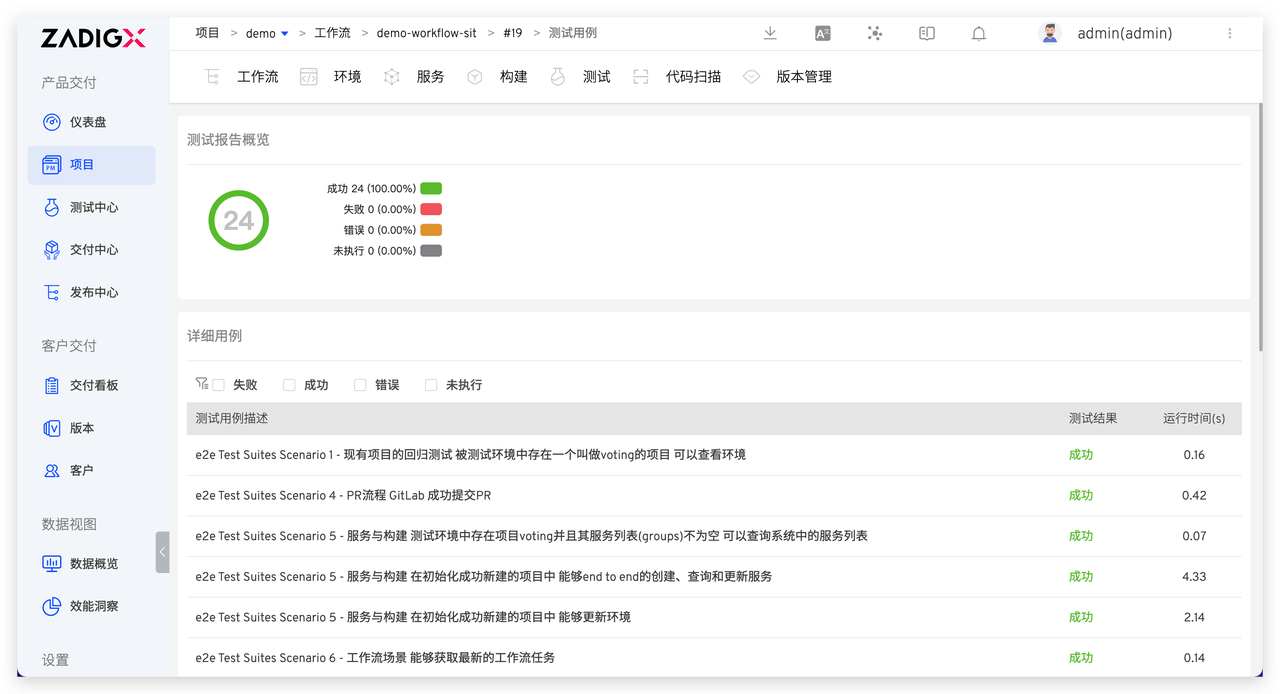 ZADIGX
产品交付
仪表盘
项目
测试中心
交付中心
发布中心
客户交付
交付看板
版本
客户
数据视图
数据概览
效能洞察
设置
项目 > demo > 工作流 > demo-workflow-sit > #19 > 测试用例
admin(admin)
工作流 环境 服务 构建 测试 代码扫描 版本管理
测试报告概览
24
成功 24 (100.00%)
失败 0 (0.00%)
错误 0 (0.00%)
未执行 0 (0.00%)
详细用例
失败 成功 错误 未执行
测试用例描述 测试结果 运行时间(s)
e2e Test Suites Scenario 1 - 现有项目的回归测试 被测试环境中存在一个叫做voting的项目 可以查看环境 成功 0.16
e2e Test Suites Scenario 4 - PR流程 GitLab 成功提交PR 成功 0.42
e2e Test Suites Scenario 5 - 服务与构建 测试环境中存在项目voting并且其服务列表(groups)不为空 可以查询系统中的服务列表 成功 0.07
e2e Test Suites Scenario 5 - 服务与构建 在初始化成功新建的项目中 能够end to end的创建、查询和更新服务 成功 4.33
e2e Test Suites Scenario 5 - 服务与构建 在初始化成功新建的项目中 能够更新环境 成功 2.14
e2e Test Suites Scenario 6 - 工作流场景 能够获取最新的工作流任务 成功 0.14